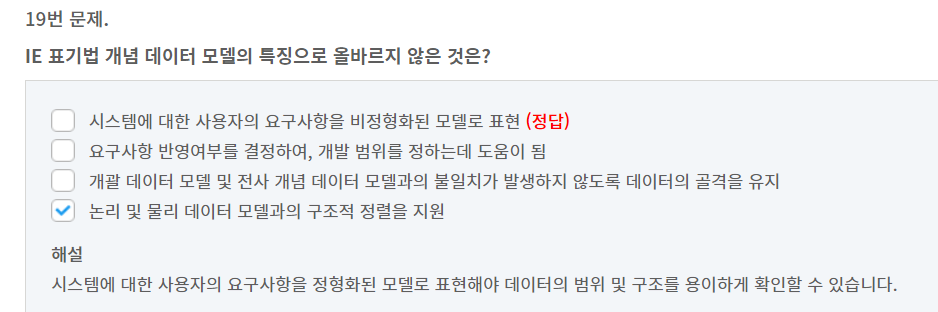 19번 문제.
IE 표기법 개념 데이터 모델의 특징으로 올바르지 않은 것은?
시스템에 대한 사용자의 요구사항을 비정형화된 모델로 표현 (정답)
요구사항 반영여부를 결정하여, 개발 범위를 정하는데 도움이 됨
개괄 데이터 모델 및 전사 개념 데이터 모델과의 불일치가 발생하지 않도록 데이터의 골격을 유지
논리 및 물리 데이터 모델과의 구조적 정렬을 지원
해설
시스템에 대한 사용자의 요구사항을 정형화된 모델로 표현해야 데이터의 범위 및 구조를 용이하게 확인할 수 있습니다.